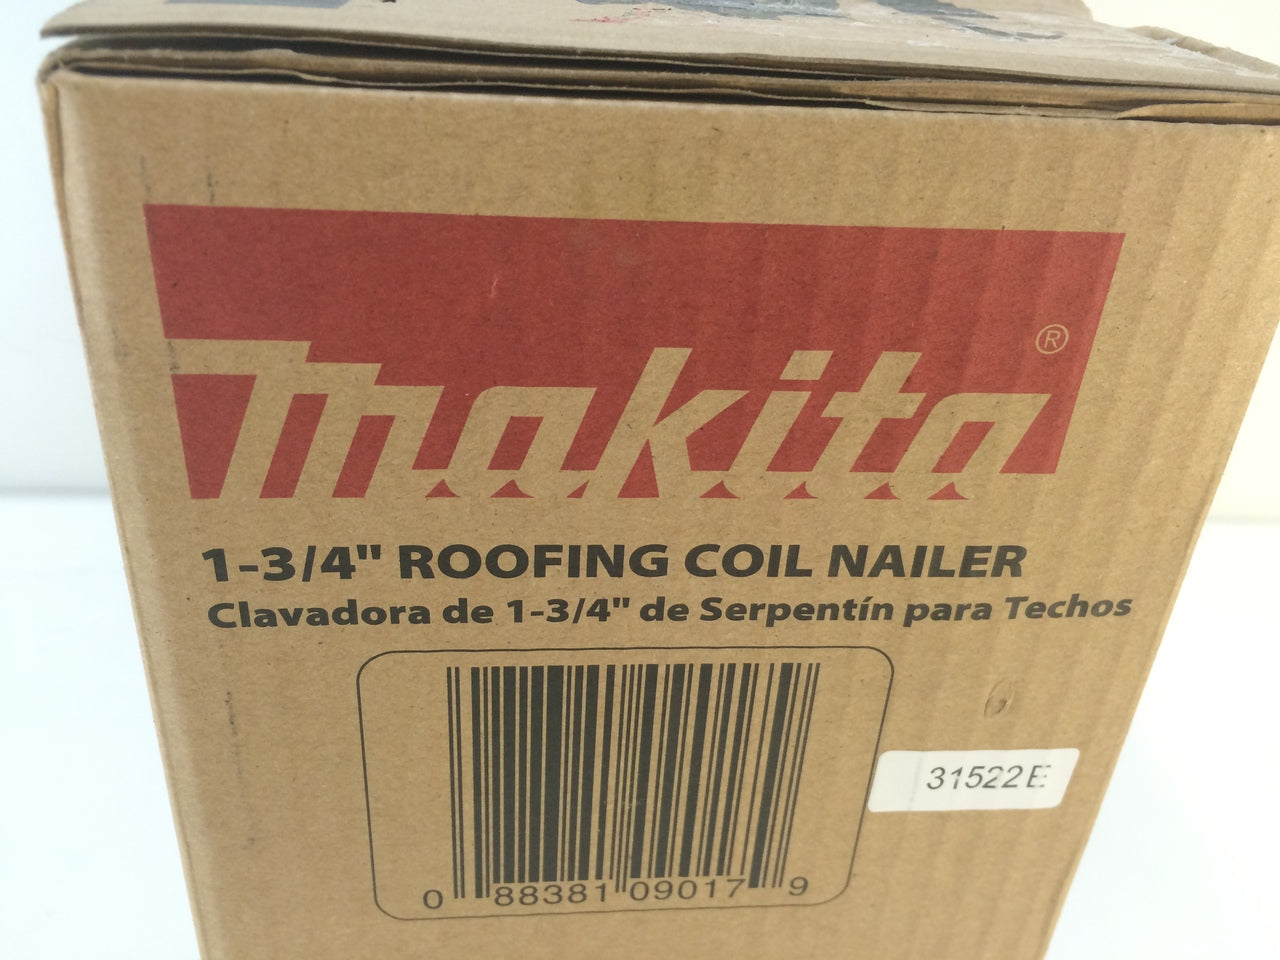 makita ®
1-3/4" ROOFING COIL NAILER
Clavadora de 1-3/4" de Serpentín para Techos
31522E
0 88381 09017 9